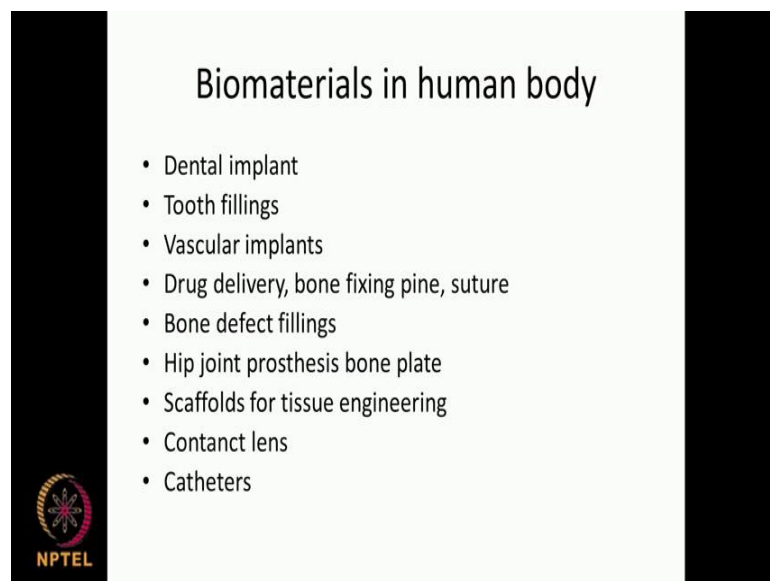 Biomaterials in human body
• Dental implant
• Tooth fillings
• Vascular implants
• Drug delivery, bone fixing pine, suture
• Bone defect fillings
• Hip joint prosthesis bone plate
• Scaffolds for tissue engineering
• Contanct lens
• Catheters
NPTEL